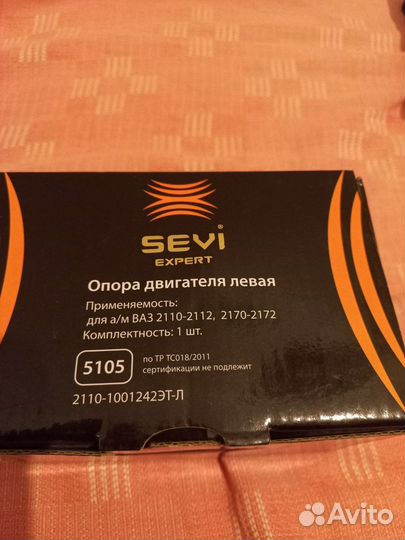 SEVi
EXPERT
Опора двигателя левая
Применяемость:
для а/м ВАЗ 2110-2112, 2170-2172
Комплектность: 1 шт.
5105
по ТР ТС018/2011
сертификации не подлежит
2110-1001242ЭТ-Л
Avito